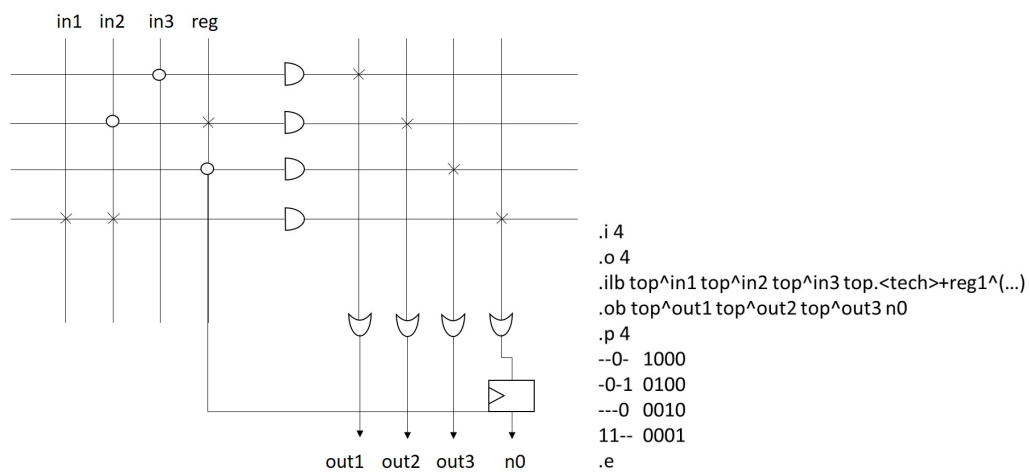 in1 in2 in3 reg
.i 4
.o 4
.ilb top^in1 top^in2 top^in3 top.<tech>+reg1^(...)
.ob top^out1 top^out2 top^out3 n0
.p 4
--0- 1000
-0-1 0100
---0 0010
11-- 0001
.e
out1 out2 out3 n0